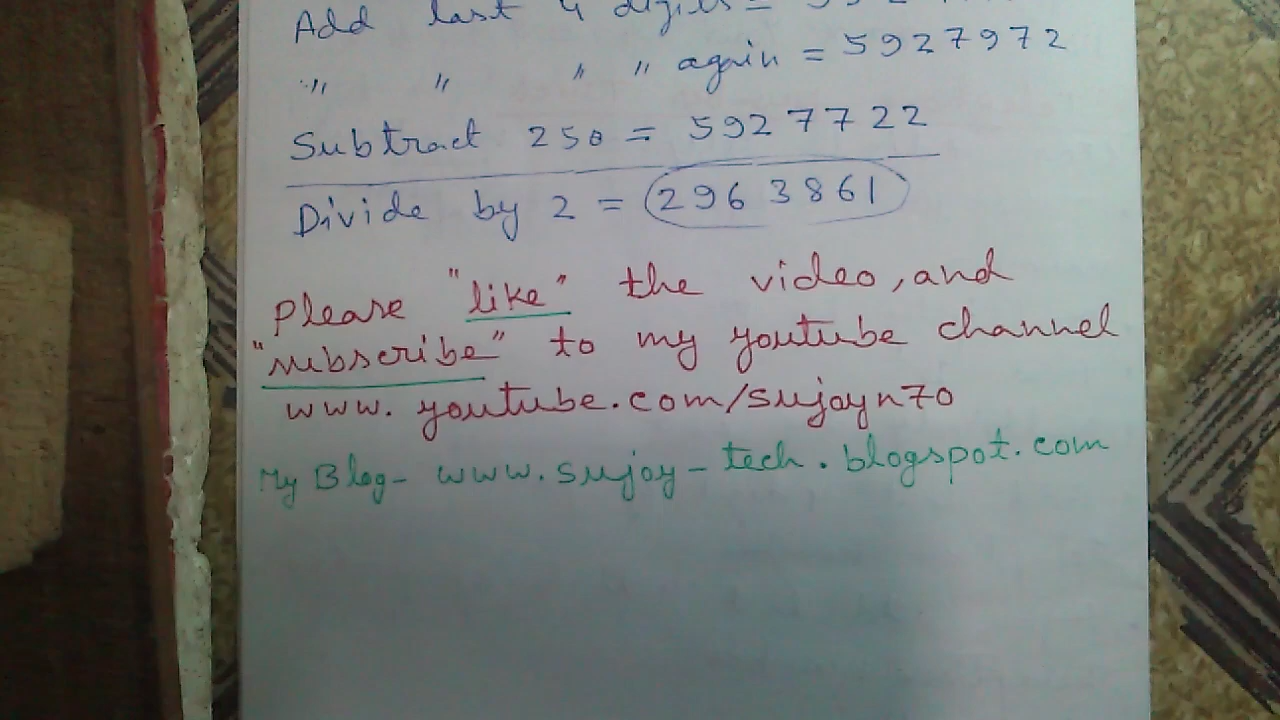 Add last 4 digits =
" " " " again = 5927972
Subtract 250 = 5927722
Divide by 2 = 2963861
Please "like" the video, and
"subscribe" to my youtube channel
www.youtube.com/sujoyn70
My Blog- www.sujoy-tech.blogspot.com